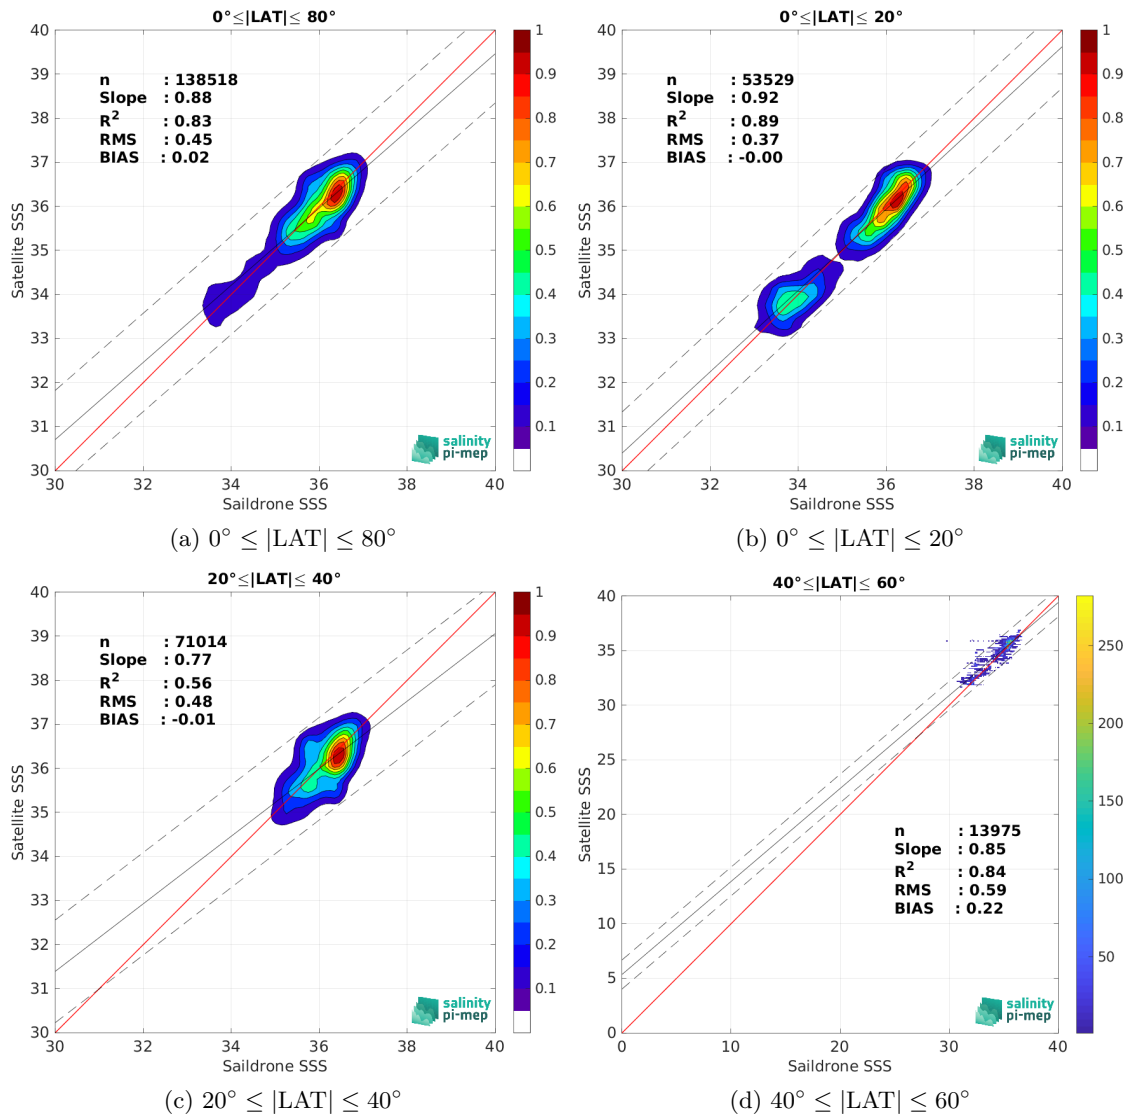 0°≤|LAT|≤ 80°
40
39
38
37
36
35
34
33
32
31
30
Satellite SSS
n : 138518
Slope : 0.88
R² : 0.83
RMS : 0.45
BIAS : 0.02
salinity
pi-mep
30 32 34 36 38 40
Saildrone SSS
1
0.9
0.8
0.7
0.6
0.5
0.4
0.3
0.2
0.1
(a) 0° ≤ |LAT| ≤ 80°
0°≤|LAT|≤ 20°
40
39
38
37
36
35
34
33
32
31
30
Satellite SSS
n : 53529
Slope : 0.92
R² : 0.89
RMS : 0.37
BIAS : -0.00
salinity
pi-mep
30 32 34 36 38 40
Saildrone SSS
1
0.9
0.8
0.7
0.6
0.5
0.4
0.3
0.2
0.1
(b) 0° ≤ |LAT| ≤ 20°
20°≤|LAT|≤ 40°
40
39
38
37
36
35
34
33
32
31
30
Satellite SSS
n : 71014
Slope : 0.77
R² : 0.56
RMS : 0.48
BIAS : -0.01
salinity
pi-mep
30 32 34 36 38 40
Saildrone SSS
1
0.9
0.8
0.7
0.6
0.5
0.4
0.3
0.2
0.1
(c) 20° ≤ |LAT| ≤ 40°
40°≤|LAT|≤ 60°
40
35
30
25
20
15
10
5
0
Satellite SSS
n : 13975
Slope : 0.85
R² : 0.84
RMS : 0.59
BIAS : 0.22
salinity
pi-mep
0 10 20 30 40
Saildrone SSS
250
200
150
100
50
(d) 40° ≤ |LAT| ≤ 60°